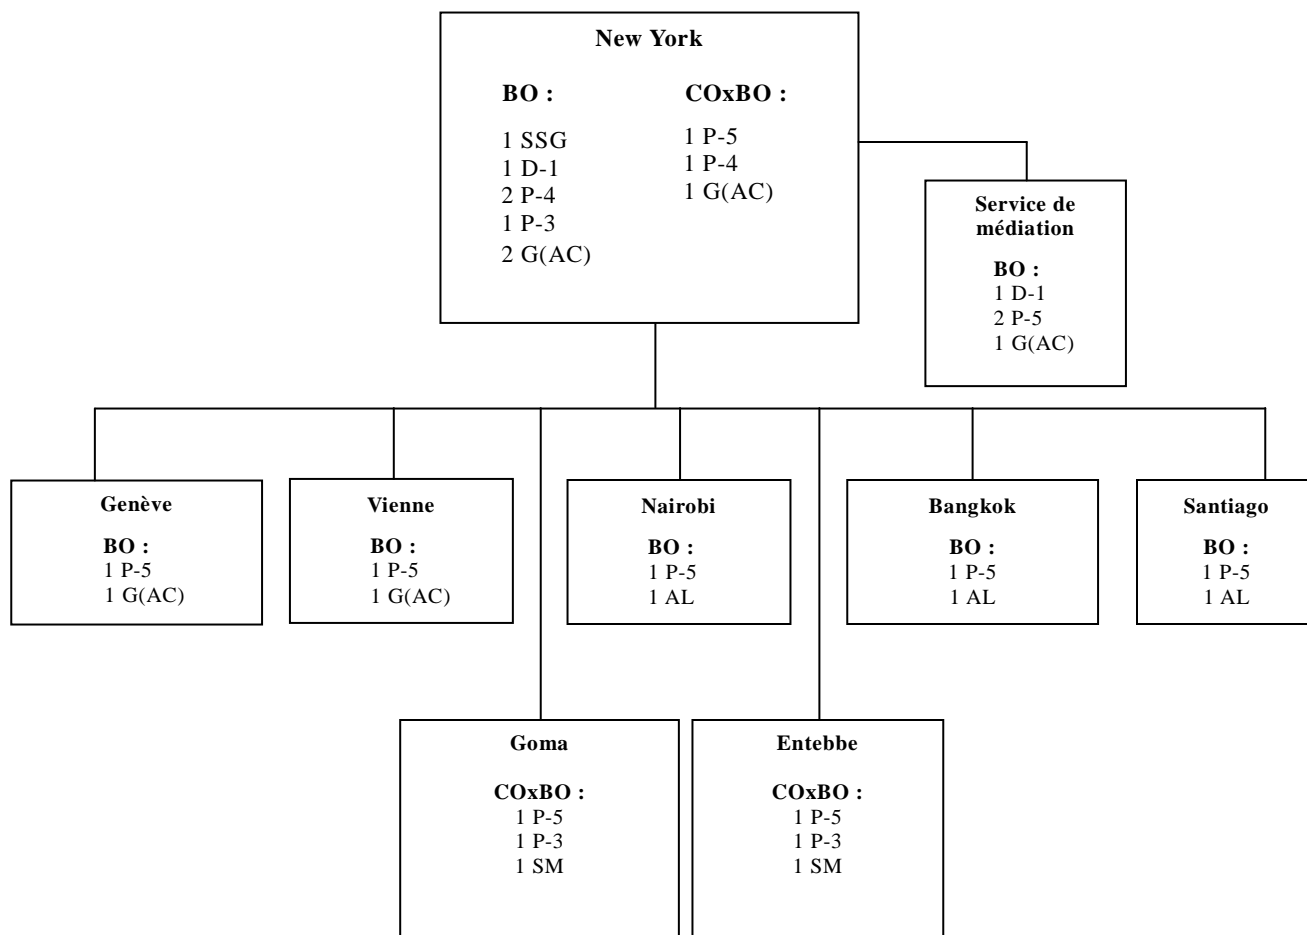 New York
BO :
1 SSG
1 D-1
2 P-4
1 P-3
2 G(AC)
COxBO :
1 P-5
1 P-4
1 G(AC)
Service de
médiation
BO :
1 D-1
2 P-5
1 G(AC)
Genève
BO :
1 P-5
1 G(AC)
Vienne
BO :
1 P-5
1 G(AC)
Nairobi
BO :
1 P-5
1 AL
Bangkok
BO :
1 P-5
1 AL
Santiago
BO :
1 P-5
1 AL
Goma
COxBO :
1 P-5
1 P-3
1 SM
Entebbe
COxBO :
1 P-5
1 P-3
1 SM